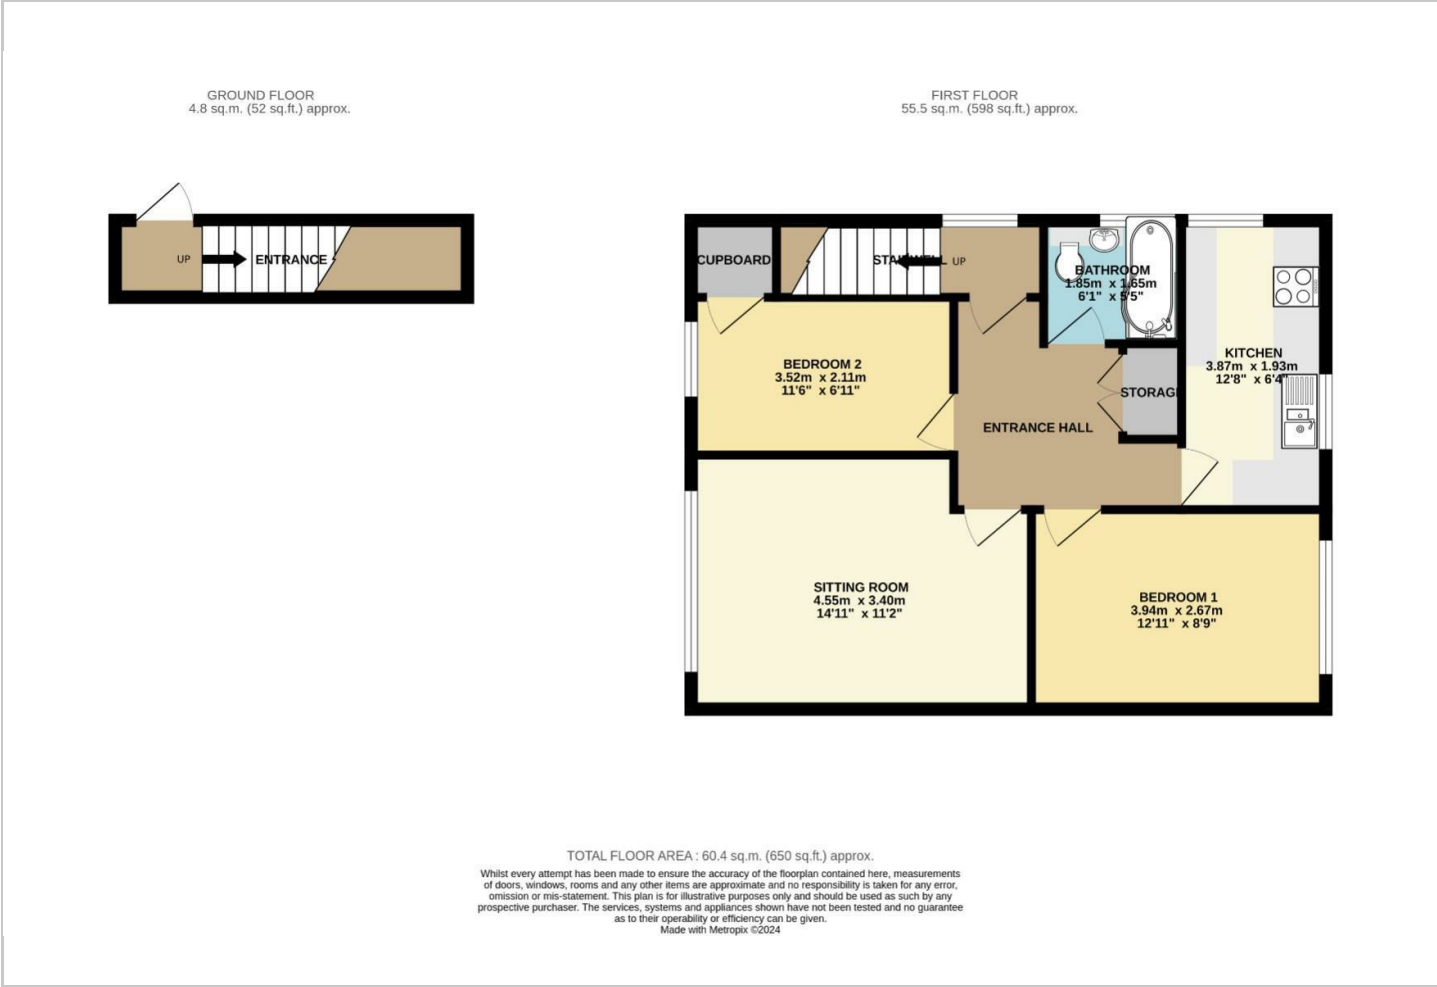 GROUND FLOOR
4.8 sq.m. (52 sq.ft.) approx.
FIRST FLOOR
55.5 sq.m. (598 sq.ft.) approx.
UP
ENTRANCE
CUPBOARD
STAIRWELL
UP
BATHROOM
1.85m x 1.65m
6'1" x 5'5"
KITCHEN
3.87m x 1.93m
12'8" x 6'4"
BEDROOM 2
3.52m x 2.11m
11'6" x 6'11"
STORAGE
ENTRANCE HALL
SITTING ROOM
4.55m x 3.40m
14'11" x 11'2"
BEDROOM 1
3.94m x 2.67m
12'11" x 8'9"
TOTAL FLOOR AREA : 60.4 sq.m. (650 sq.ft.) approx.
Whilst every attempt has been made to ensure the accuracy of the floorplan contained here, measurements
of doors, windows, rooms and any other items are approximate and no responsibility is taken for any error,
omission or mis-statement. This plan is for illustrative purposes only and should be used as such by any
prospective purchaser. The services, systems and appliances shown have not been tested and no guarantee
as to their operability or efficiency can be given.
Made with Metropix ©2024